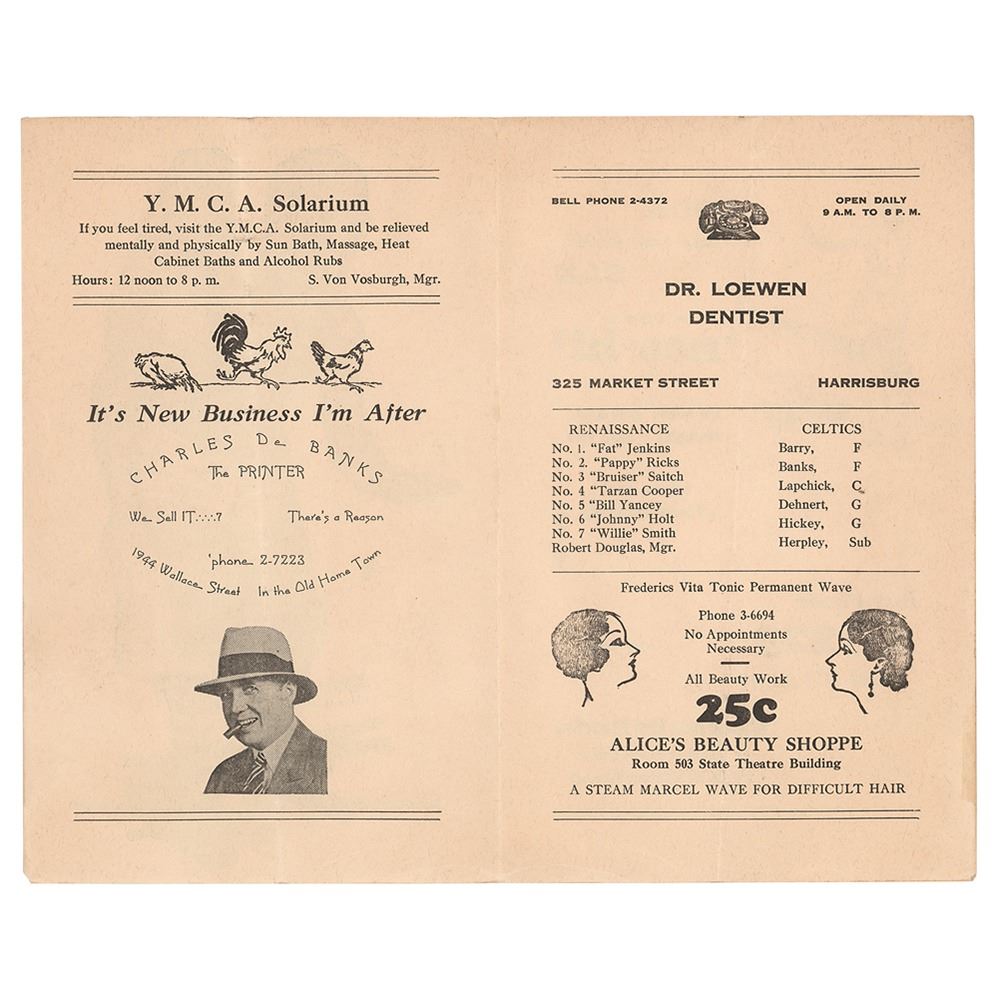 Y. M. C. A. Solarium
If you feel tired, visit the Y.M.C.A. Solarium and be relieved
mentally and physically by Sun Bath, Massage, Heat
Cabinet Baths and Alcohol Rubs
Hours: 12 noon to 8 p. m. S. Von Vosburgh, Mgr.
It's New Business I'm After
CHARLES De BANKS
The PRINTER
We Sell IT∴∴? There's a Reason
'phone 2-7223
1944 Wallace Street In the Old Home Town
BELL PHONE 2-4372
OPEN DAILY
9 A.M. TO 8 P.M.
DR. LOEWEN
DENTIST
325 MARKET STREET HARRISBURG
RENAISSANCE
No. 1. "Fat" Jenkins
No. 2. "Pappy" Ricks
No. 3 "Bruiser" Saitch
No. 4 "Tarzan Cooper
No. 5 "Bill Yancey
No. 6 "Johnny" Holt
No. 7 "Willie" Smith
Robert Douglas, Mgr.
CELTICS
Barry, F
Banks, F
Lapchick, C
Dehnert, G
Hickey, G
Herpley, Sub
Frederics Vita Tonic Permanent Wave
Phone 3-6694
No Appointments
Necessary
All Beauty Work
25c
ALICE'S BEAUTY SHOPPE
Room 503 State Theatre Building
A STEAM MARCEL WAVE FOR DIFFICULT HAIR